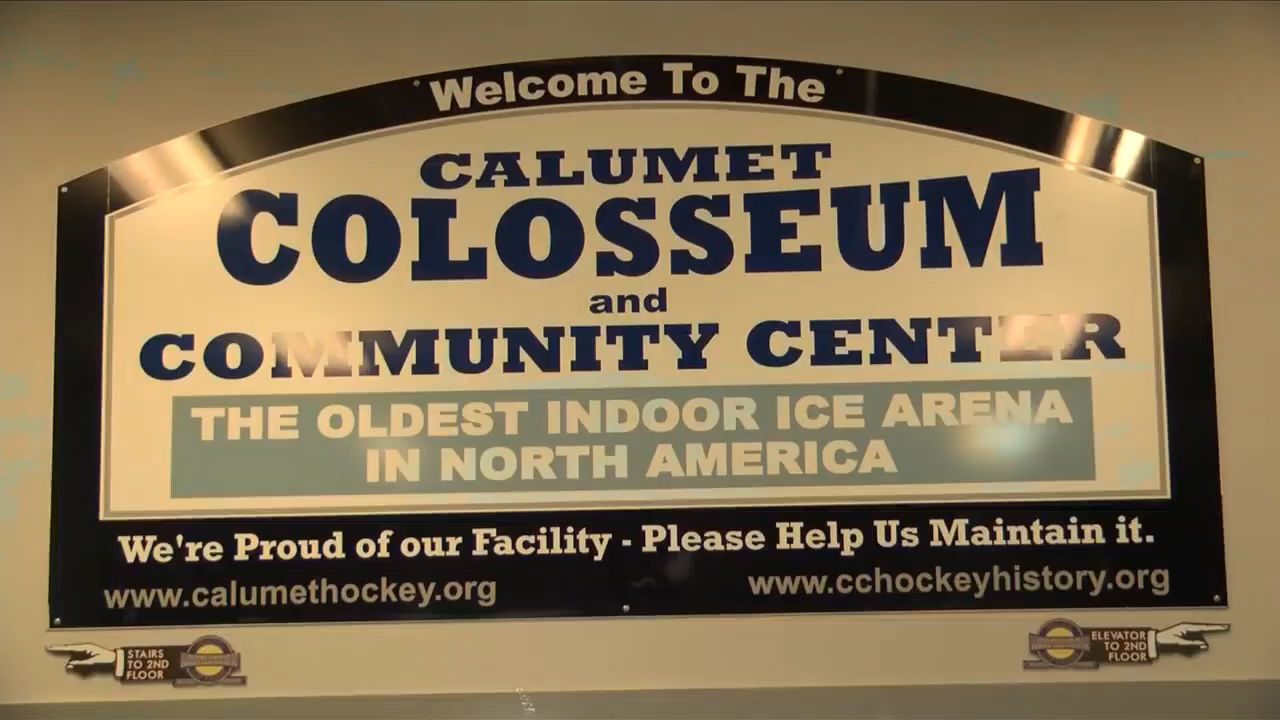 Welcome To The
CALUMET
COLOSSEUM
and
COMMUNITY CENTER
THE OLDEST INDOOR ICE ARENA
IN NORTH AMERICA
We're Proud of our Facility - Please Help Us Maintain it.
www.calumethockey.org
www.cchockeyhistory.org
STAIRS
TO 2ND
FLOOR
ELEVATOR
TO 2ND
FLOOR